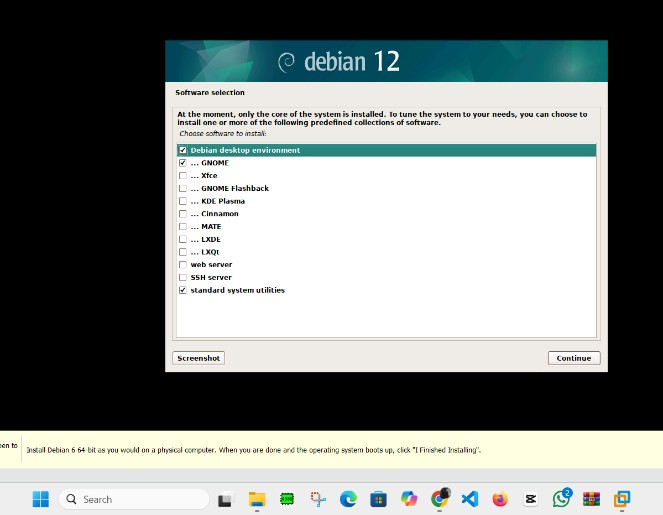 debian 12
Software selection
At the moment, only the core of the system is installed. To tune the system to your needs, you can choose to
install one or more of the following predefined collections of software.
Choose software to install:
Debian desktop environment
... GNOME
... Xfce
... GNOME Flashback
... KDE Plasma
... Cinnamon
... MATE
... LXDE
... LXQt
web server
SSH server
standard system utilities
Screenshot
Continue
to
Install Debian 6 64-bit as you would on a physical computer. When you are done and the operating system boots up, click "I Finished Installing".
Search
2